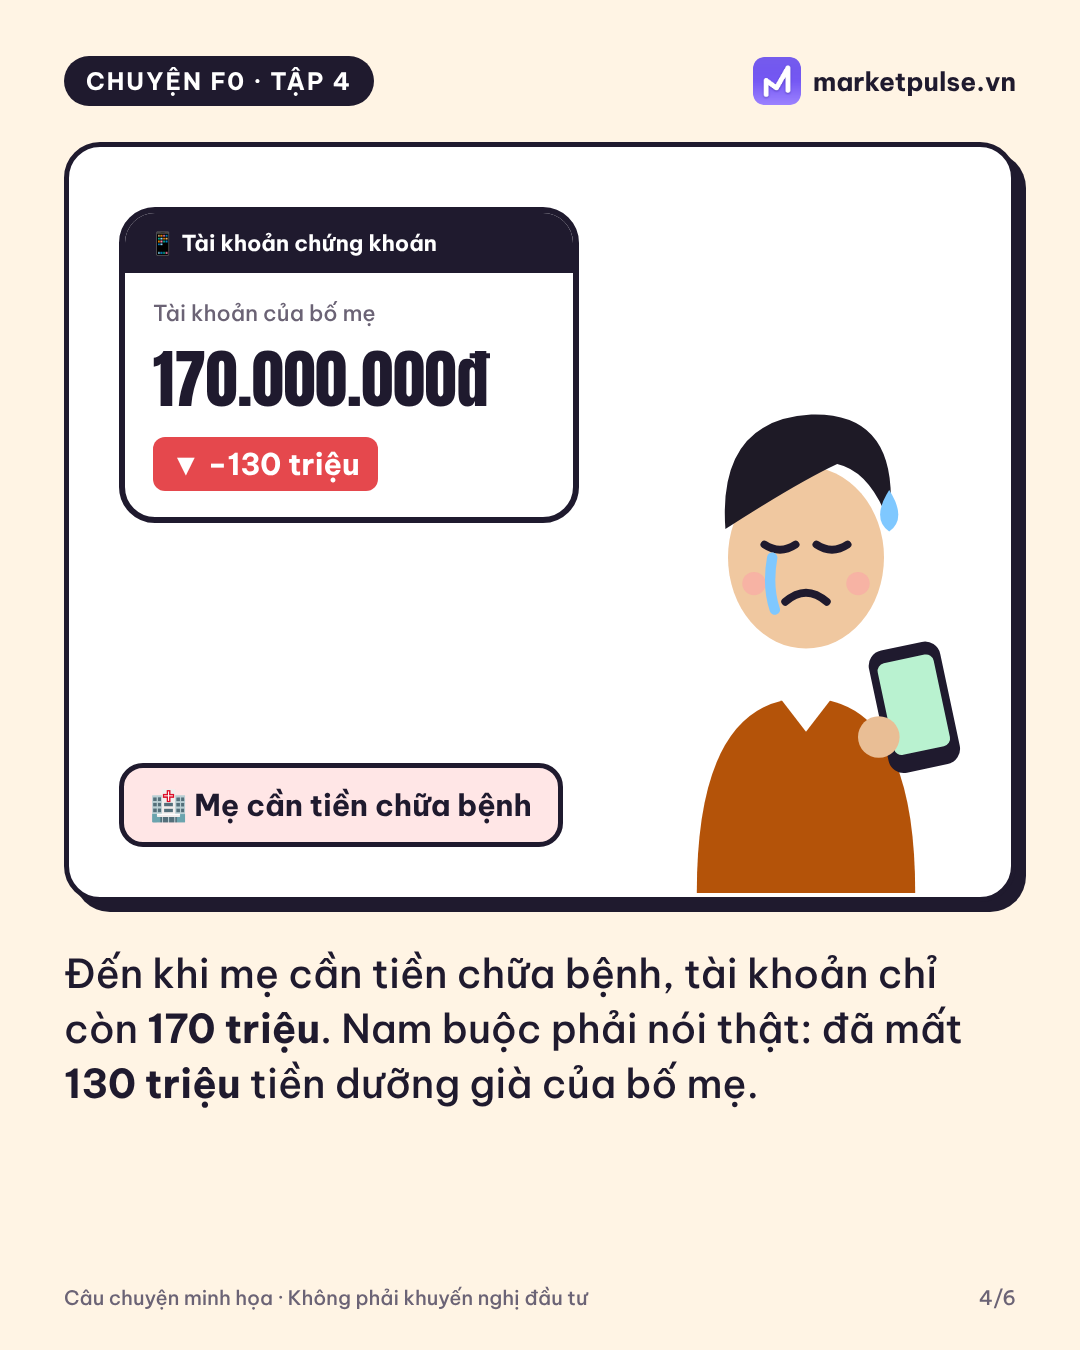 CHUYỆN F0 · TẬP 4
marketpulse.vn
📱 Tài khoản chứng khoán
Tài khoản của bố mẹ
170.000.000đ
▼ -130 triệu
🏥 Mẹ cần tiền chữa bệnh
Đến khi mẹ cần tiền chữa bệnh, tài khoản chỉ
còn 170 triệu. Nam buộc phải nói thật: đã mất
130 triệu tiền dưỡng già của bố mẹ.
Câu chuyện minh họa · Không phải khuyến nghị đầu tư
4/6